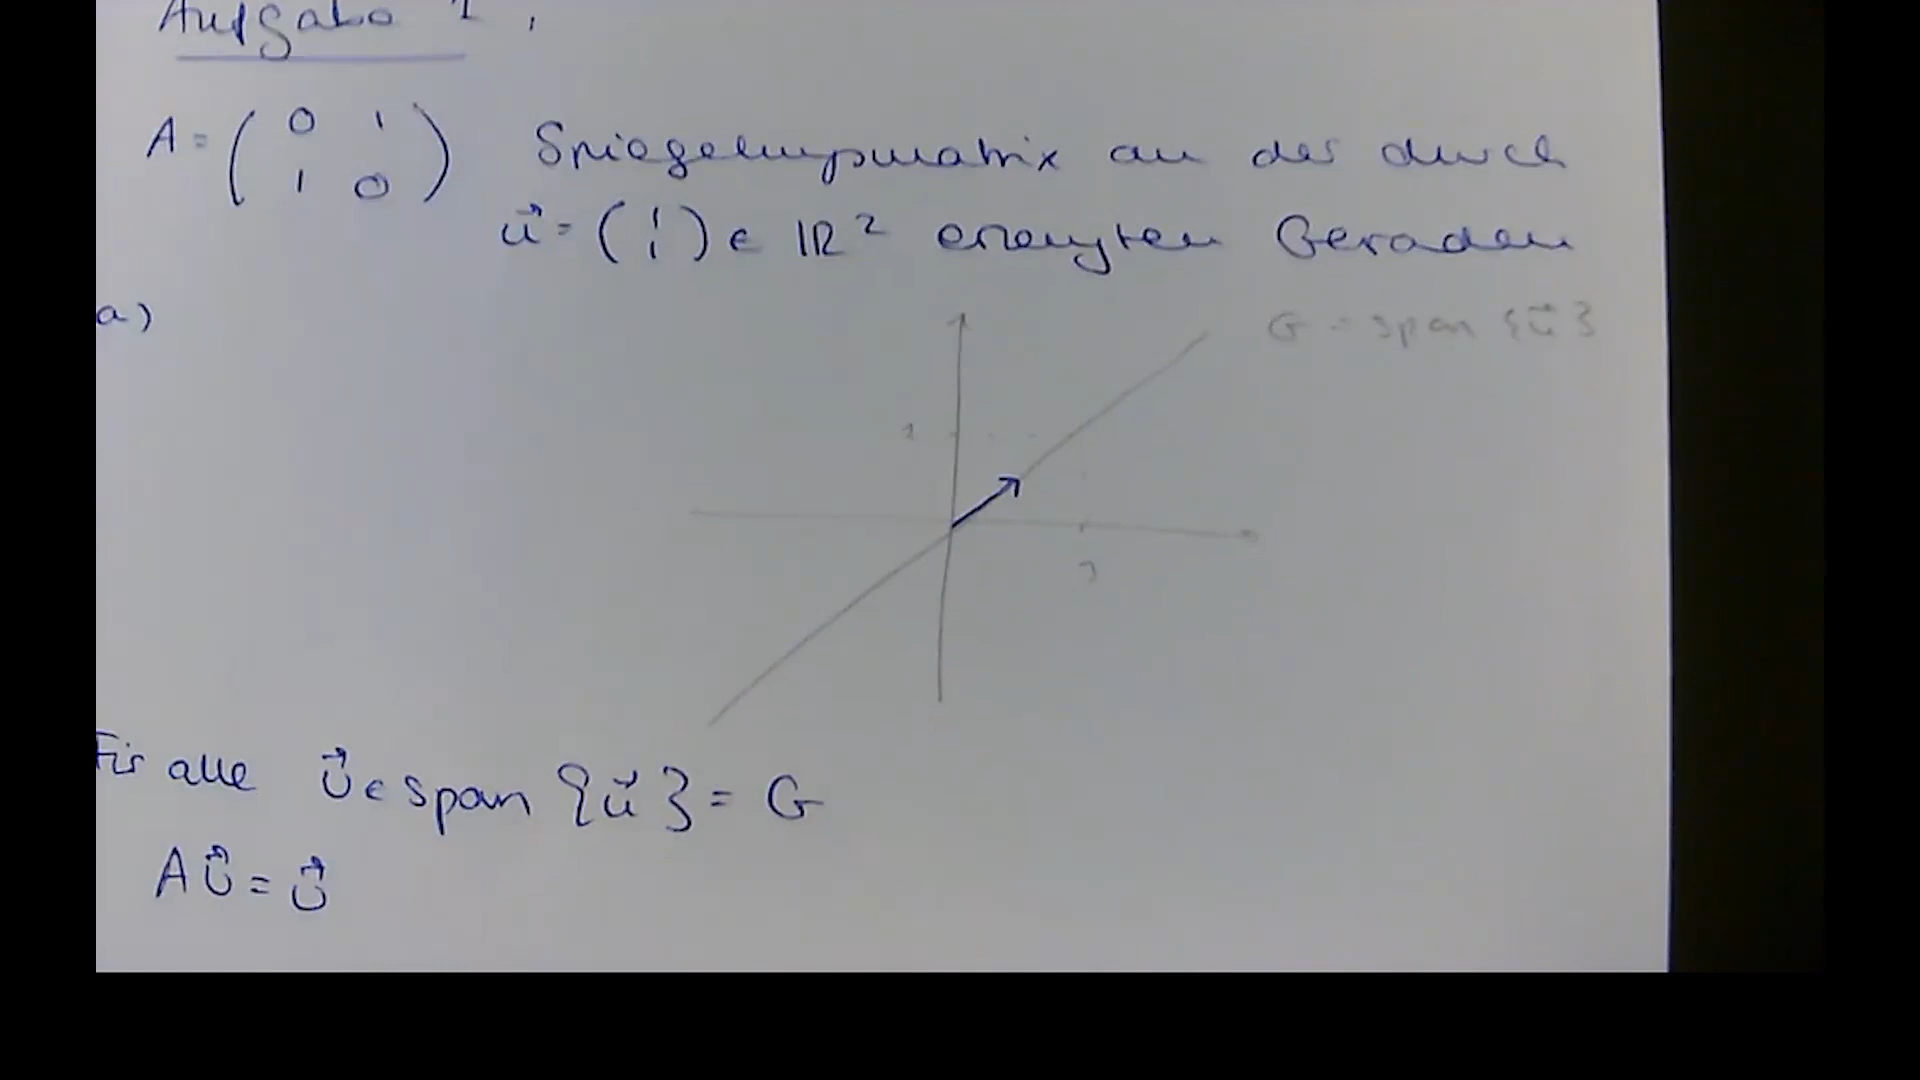 Aufgabe 1:
A = ( 0 1 ; 1 0 ) Spiegelungsmatrix an der durch
u⃗ = ( 1 ; 1 ) ∈ ℝ² erzeugten Geraden
a)
G = span {u⃗}
1
1
Für alle v⃗ ∈ span {u⃗} = G
Av⃗ = v⃗